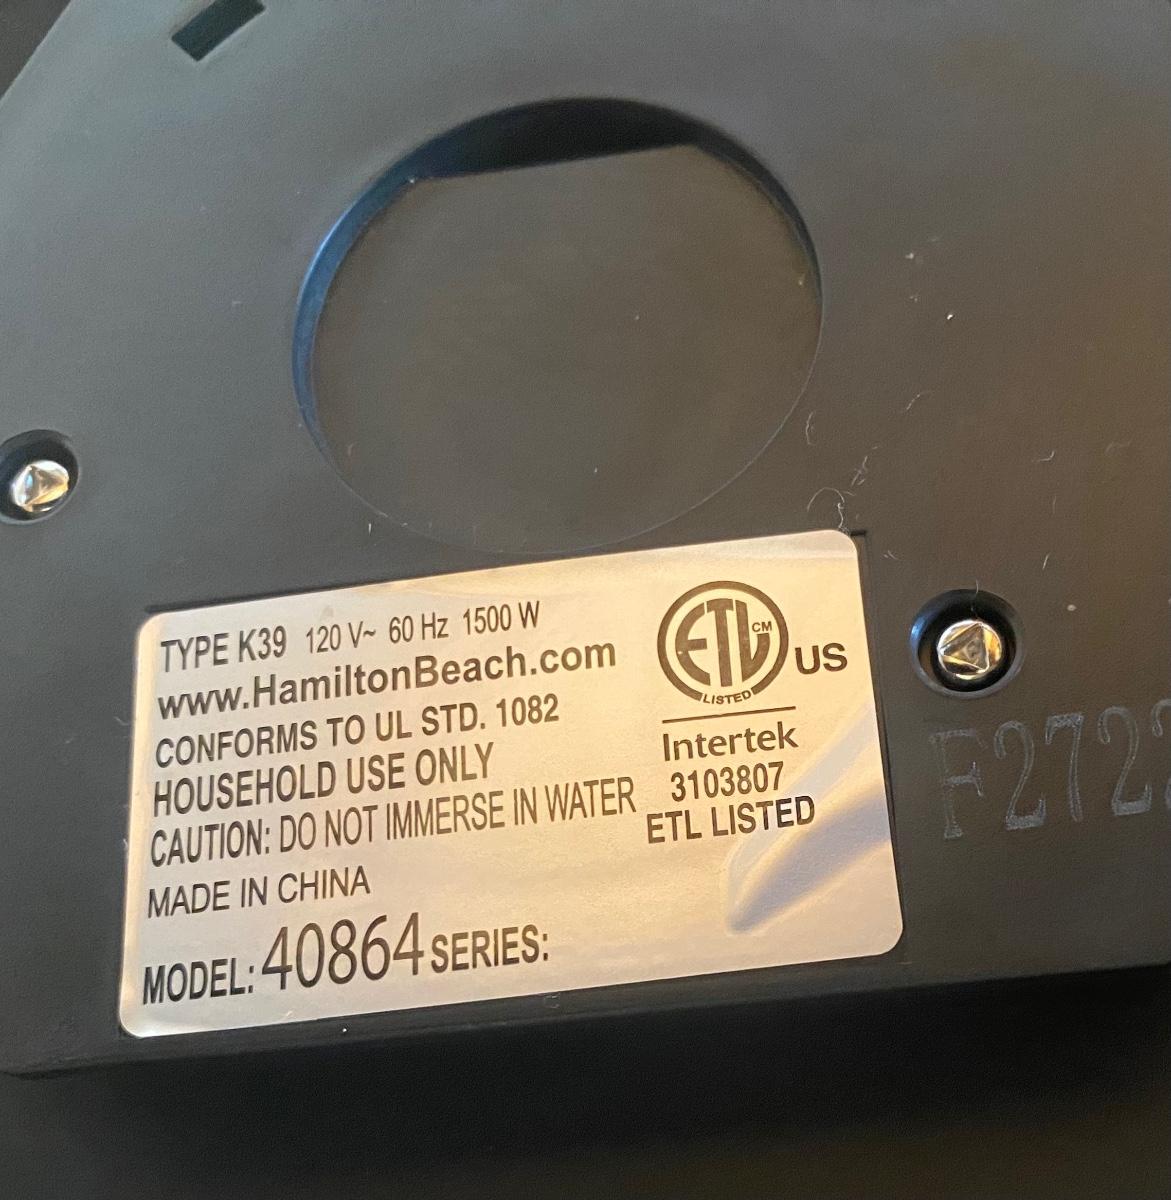 TYPE K39 120 V~ 60 Hz 1500 W
www.HamiltonBeach.com
CONFORMS TO UL STD. 1082
HOUSEHOLD USE ONLY
CAUTION: DO NOT IMMERSE IN WATER
MADE IN CHINA
MODEL: 40864 SERIES:
ETL CM
LISTED
US
Intertek
3103807
ETL LISTED
F272